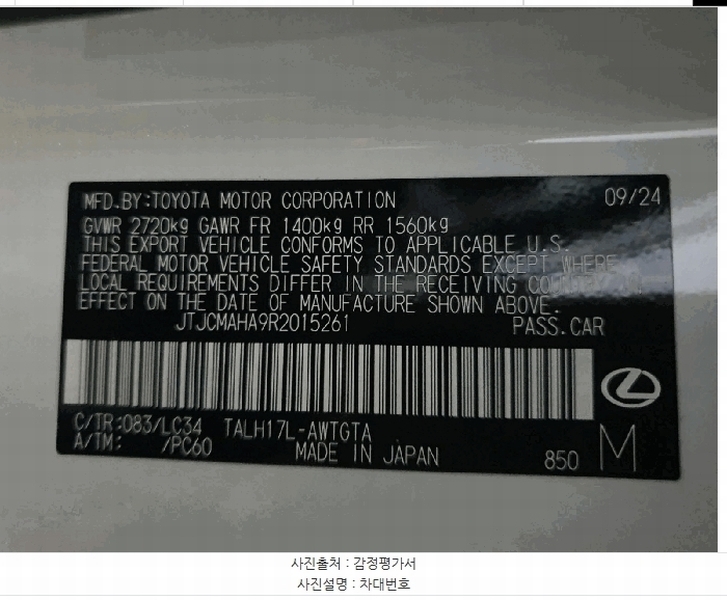 MFD.BY:TOYOTA MOTOR CORPORATION 09/24
GVWR 2720kg GAWR FR 1400kg RR 1560kg
THIS EXPORT VEHICLE CONFORMS TO APPLICABLE U.S.
FEDERAL MOTOR VEHICLE SAFETY STANDARDS EXCEPT WHERE
LOCAL REQUIREMENTS DIFFER IN THE RECEIVING
EFFECT ON THE DATE OF MANUFACTURE SHOWN ABOVE.
JTJCMAHA9R2015261 PASS.CAR
C/TR:083/LC34 TALH17L-AWTGTA
A/TM: /PC60 MADE IN JAPAN 850 M
사진출처 : 감정평가서
사진설명 : 차대번호